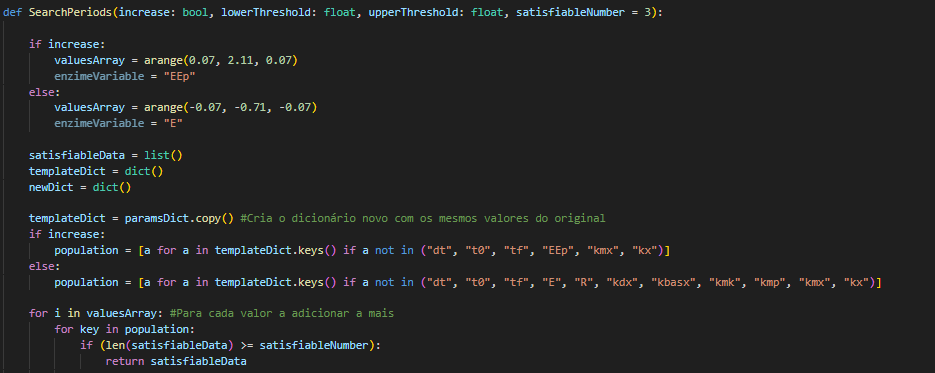 def SearchPeriods(increase: bool, lowerThreshold: float, upperThreshold: float, satisfiableNumber = 3):
if increase:
valuesArray = arange(0.07, 2.11, 0.07)
enzimeVariable = "EEp"
else:
valuesArray = arange(-0.07, -0.71, -0.07)
enzimeVariable = "E"
satisfiableData = list()
templateDict = dict()
newDict = dict()
templateDict = paramsDict.copy() #Cria o dicionário novo com os mesmos valores do original
if increase:
population = [a for a in templateDict.keys() if a not in ("dt", "t0", "tf", "EEp", "kmx", "kx")]
else:
population = [a for a in templateDict.keys() if a not in ("dt", "t0", "tf", "E", "R", "kdx", "kbasx", "kmk", "kmp", "kmx", "kx")]
for i in valuesArray: #Para cada valor a adicionar a mais
for key in population:
if (len(satisfiableData) >= satisfiableNumber):
return satisfiableData